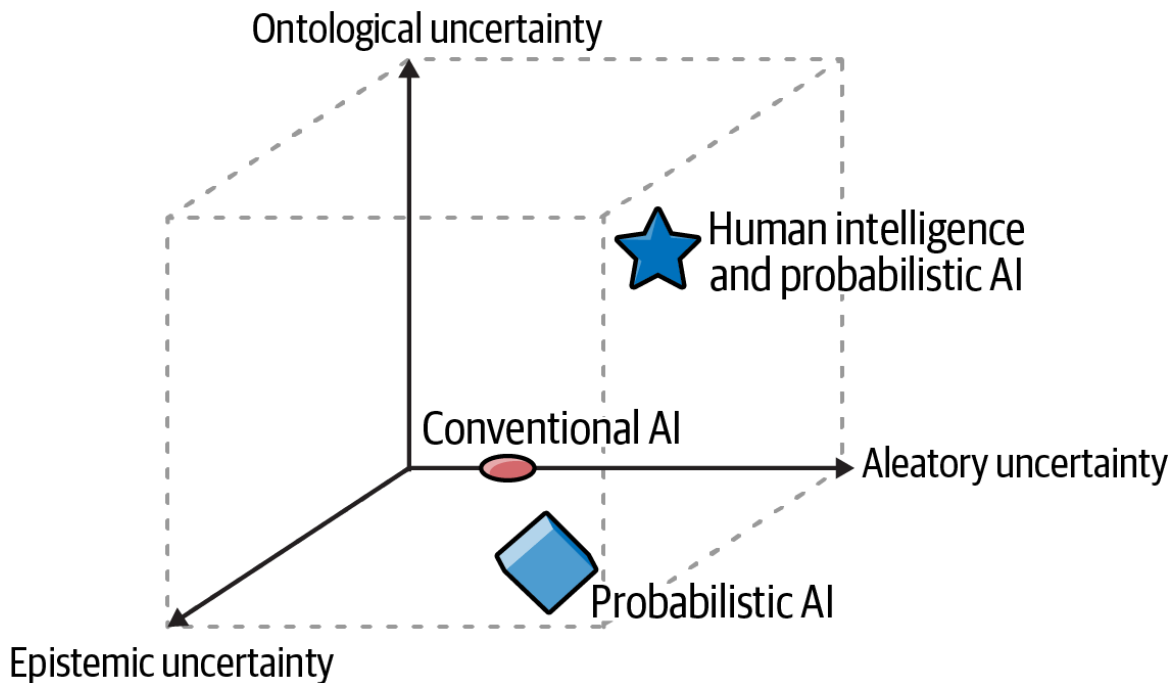 Ontological uncertainty
Human intelligence
and probabilistic AI
Conventional AI
Aleatory uncertainty
Probabilistic AI
Epistemic uncertainty